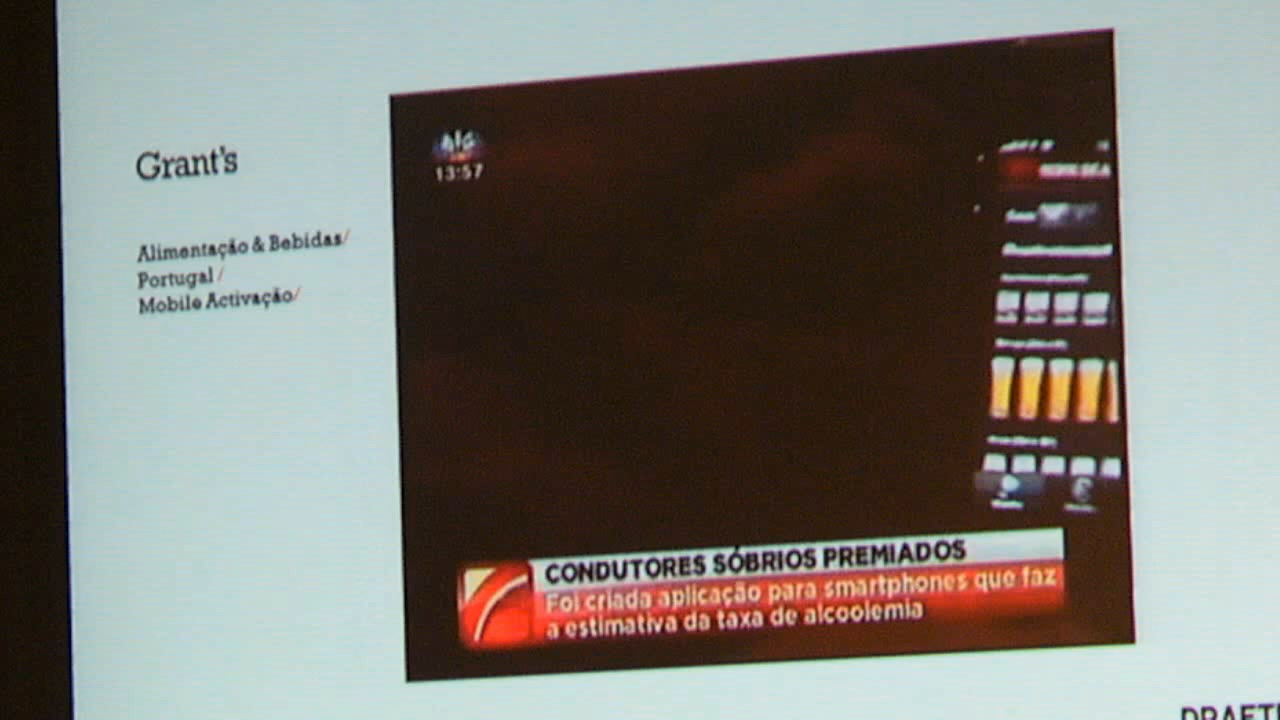 Grant's
Alimentação & Bebidas/
Portugal /
Mobile Activação/
13:57
CONDUTORES SÓBRIOS PREMIADOS
Foi criada aplicação para smartphones que faz
a estimativa da taxa de alcoolemia